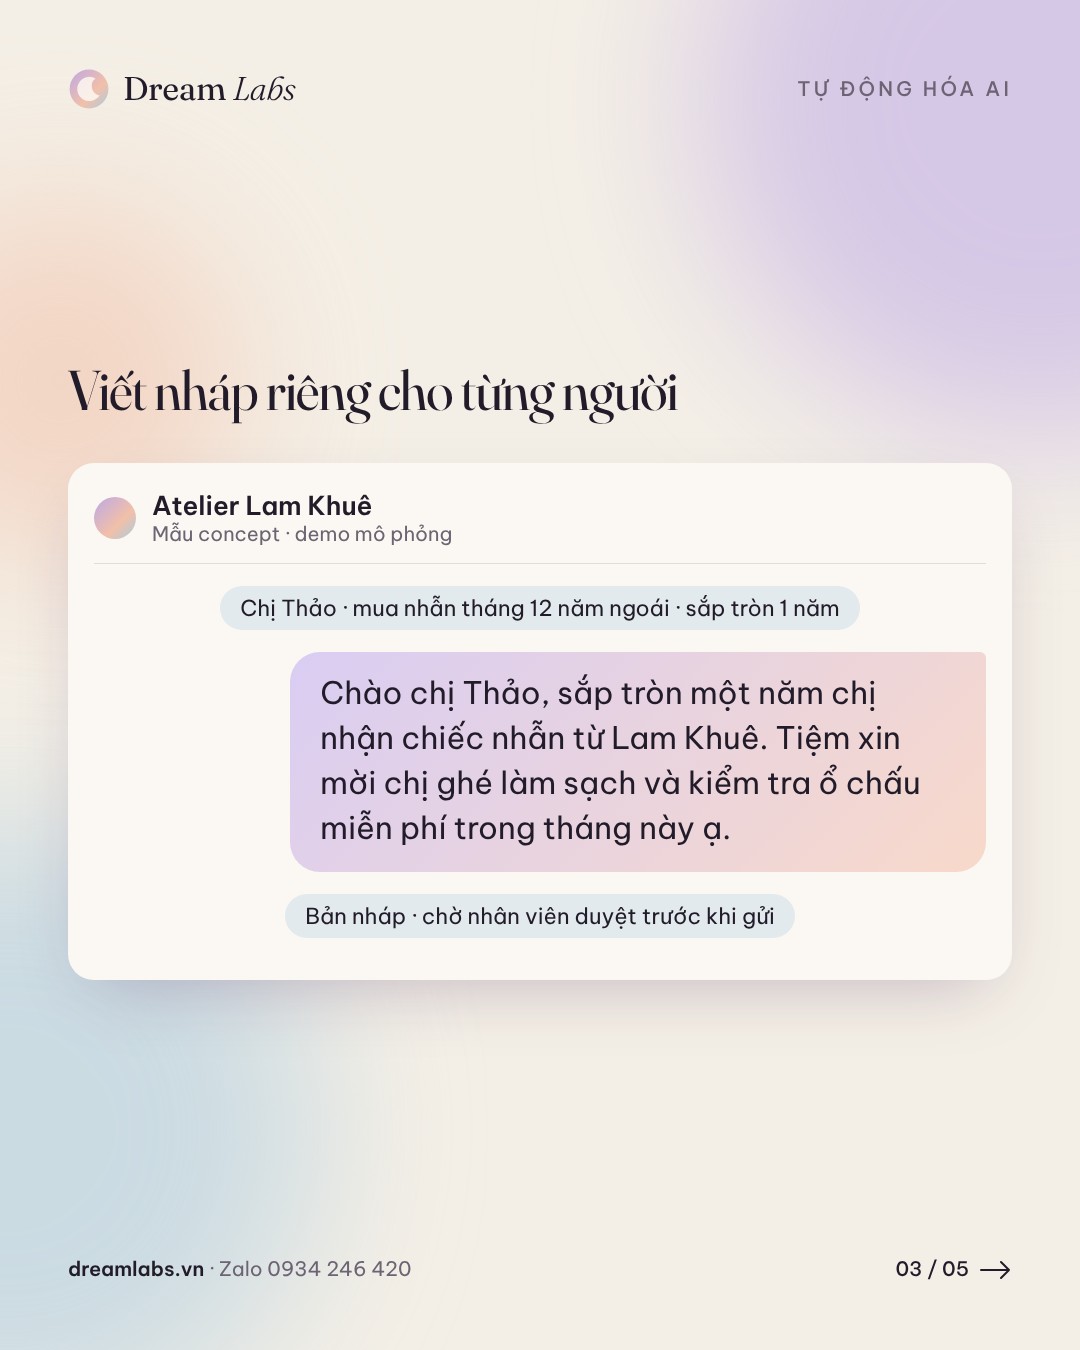 Dream Labs
TỰ ĐỘNG HÓA AI
Viết nháp riêng cho từng người
Atelier Lam Khuê
Mẫu concept · demo mô phỏng
Chị Thảo · mua nhẫn tháng 12 năm ngoái · sắp tròn 1 năm
Chào chị Thảo, sắp tròn một năm chị
nhận chiếc nhẫn từ Lam Khuê. Tiệm xin
mời chị ghé làm sạch và kiểm tra ổ chấu
miễn phí trong tháng này ạ.
Bản nháp · chờ nhân viên duyệt trước khi gửi
dreamlabs.vn · Zalo 0934 246 420
03 / 05 →